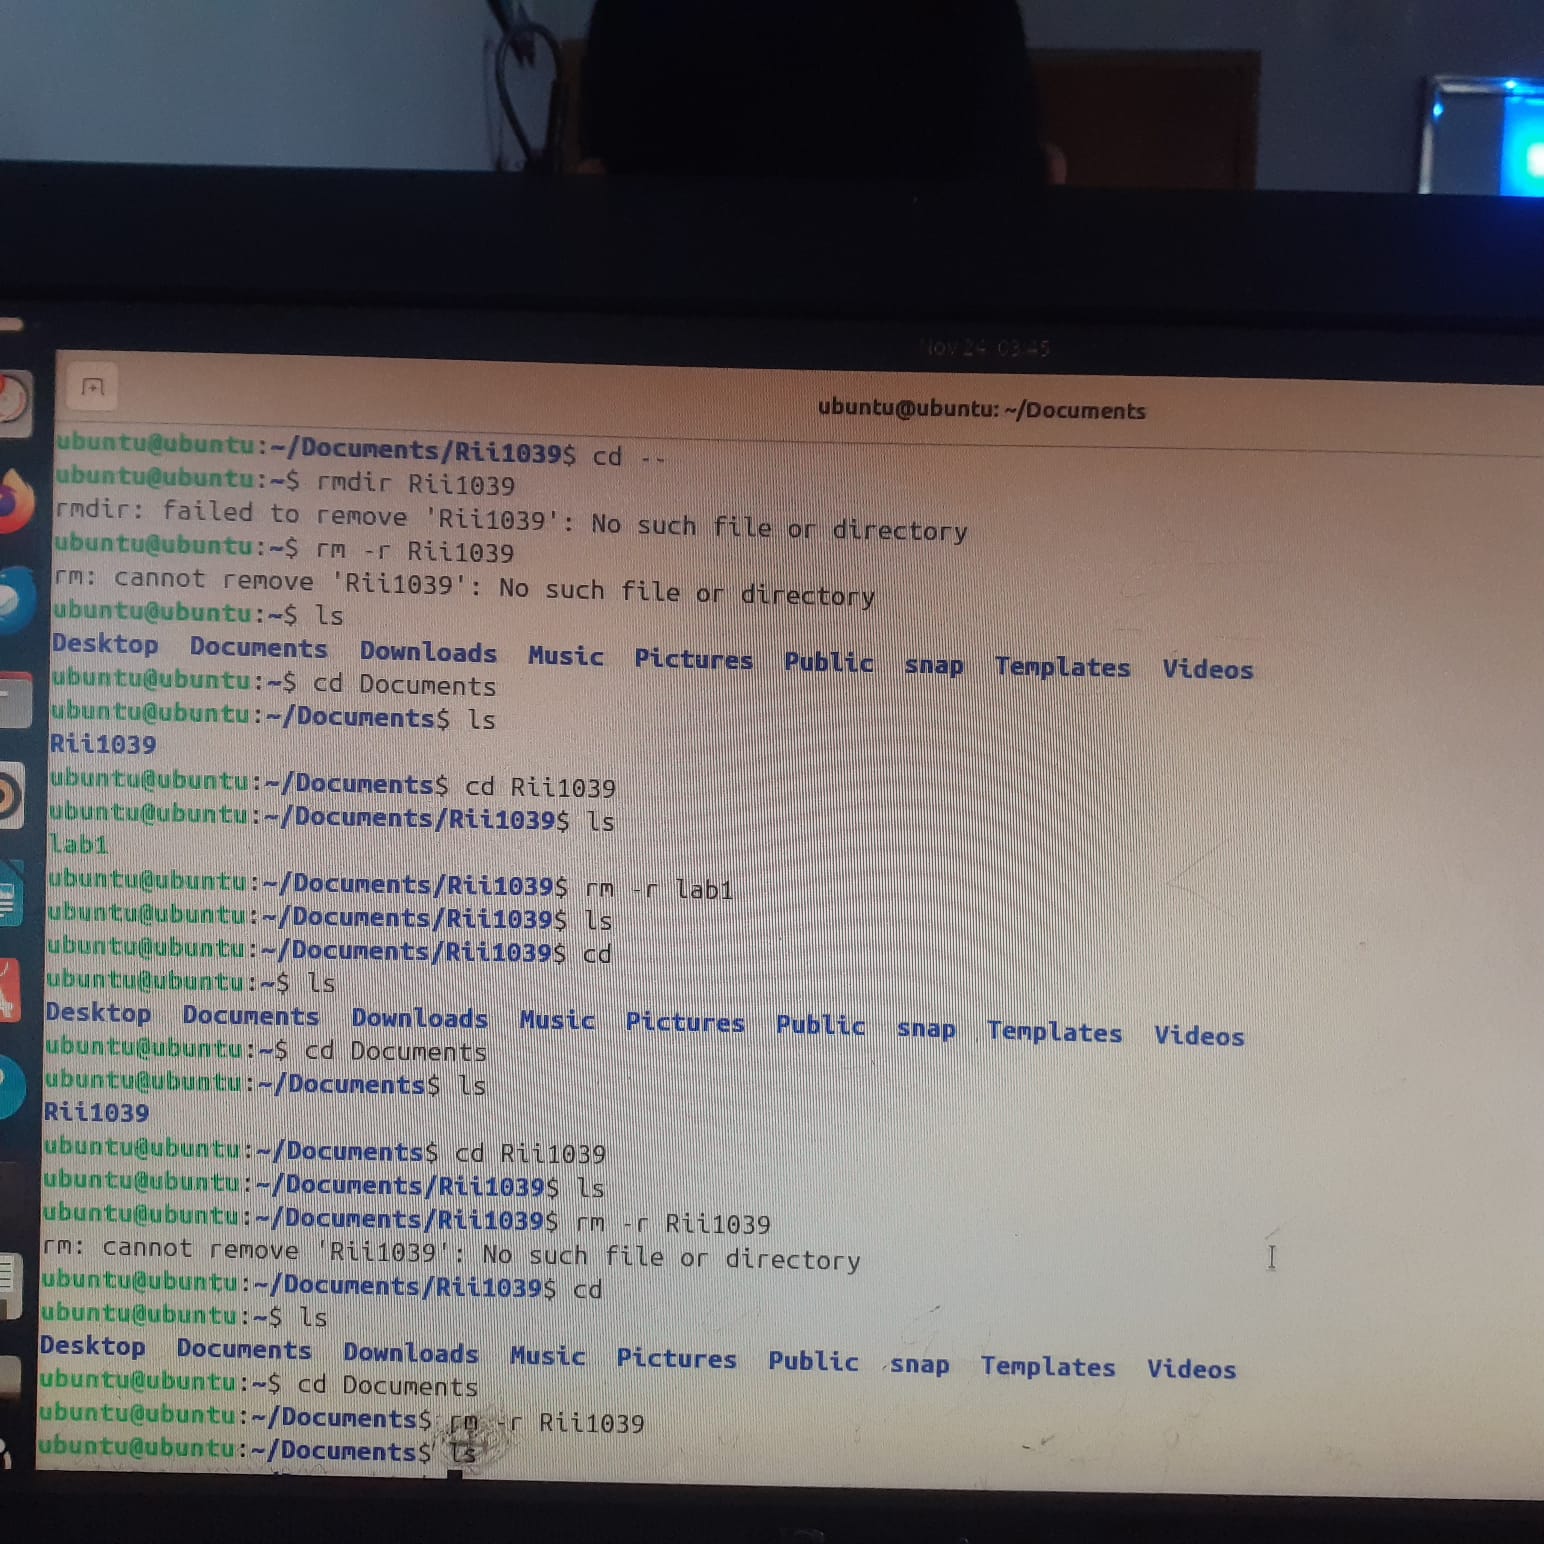 Nov 24 03:45
ubuntu@ubuntu: ~/Documents
ubuntu@ubuntu:~/Documents/Rii1039$ cd --
ubuntu@ubuntu:~$ rmdir Rii1039
rmdir: failed to remove 'Rii1039': No such file or directory
ubuntu@ubuntu:~$ rm -r Rii1039
rm: cannot remove 'Rii1039': No such file or directory
ubuntu@ubuntu:~$ ls
Desktop Documents Downloads Music Pictures Public snap Templates Videos
ubuntu@ubuntu:~$ cd Documents
ubuntu@ubuntu:~/Documents$ ls
Rii1039
ubuntu@ubuntu:~/Documents$ cd Rii1039
ubuntu@ubuntu:~/Documents/Rii1039$ ls
lab1
ubuntu@ubuntu:~/Documents/Rii1039$ rm -r lab1
ubuntu@ubuntu:~/Documents/Rii1039$ ls
ubuntu@ubuntu:~/Documents/Rii1039$ cd
ubuntu@ubuntu:~$ ls
Desktop Documents Downloads Music Pictures Public snap Templates Videos
ubuntu@ubuntu:~$ cd Documents
ubuntu@ubuntu:~/Documents$ ls
Rii1039
ubuntu@ubuntu:~/Documents$ cd Rii1039
ubuntu@ubuntu:~/Documents/Rii1039$ ls
ubuntu@ubuntu:~/Documents/Rii1039$ rm -r Rii1039
rm: cannot remove 'Rii1039': No such file or directory
ubuntu@ubuntu:~/Documents/Rii1039$ cd
ubuntu@ubuntu:~$ ls
Desktop Documents Downloads Music Pictures Public snap Templates Videos
ubuntu@ubuntu:~$ cd Documents
ubuntu@ubuntu:~/Documents$ rm -r Rii1039
ubuntu@ubuntu:~/Documents$ ls